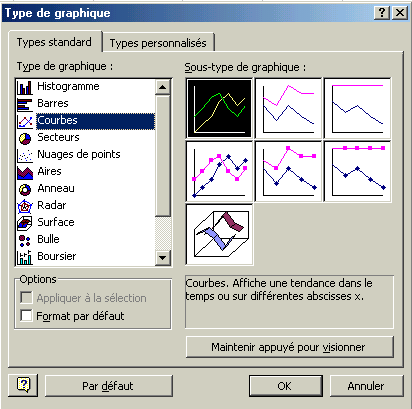 Type de graphique
Types standard
Types personnalisés
Type de graphique :
Histogramme
Barres
Courbes
Secteurs
Nuages de points
Aires
Anneau
Radar
Surface
Bulle
Boursier
Sous-type de graphique :
Courbes. Affiche une tendance dans le
temps ou sur différentes abscisses x.
Options
Appliquer à la sélection
Format par défaut
Maintenir appuyé pour visionner
Par défaut
OK
Annuler